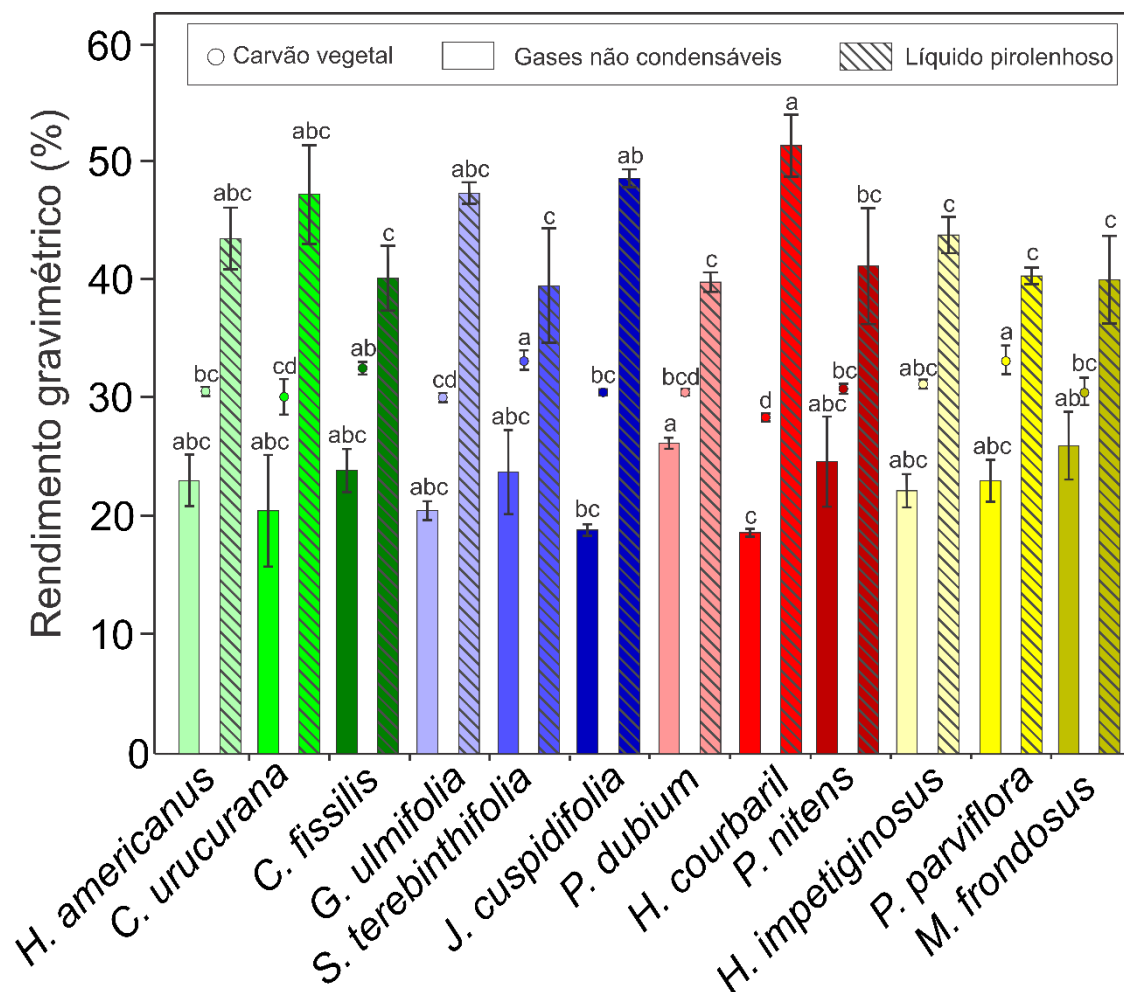 Rendimento gravimétrico (%)
60
50
40
30
20
10
0
Carvão vegetal
Gases não condensáveis
Líquido pirolenhoso
abc bc abc
abc cd abc
abc ab c
abc cd abc
abc a c
bc bc ab
a bcd c
c d a
abc bc bc
abc abc c
abc a c
ab bc c
H. americanus
C. urucurana
C. fissilis
G. ulmifolia
S. terebinthifolia
J. cuspidifolia
P. dubium
H. courbaril
P. nitens
H. impetiginosus
P. parviflora
M. frondosus